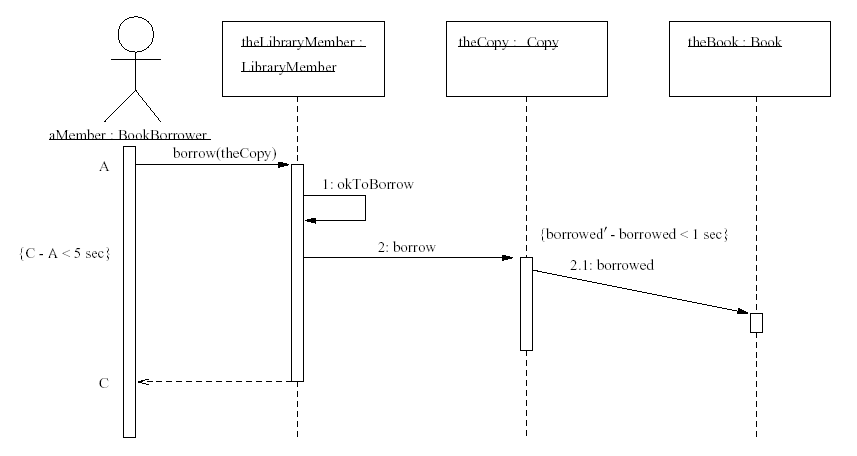 theLibraryMember :
LibraryMember
theCopy : Copy
theBook : Book
aMember : BookBorrower
A
borrow(theCopy)
1: okToBorrow
{C - A < 5 sec}
2: borrow
{borrowed' - borrowed < 1 sec}
2.1: borrowed
C